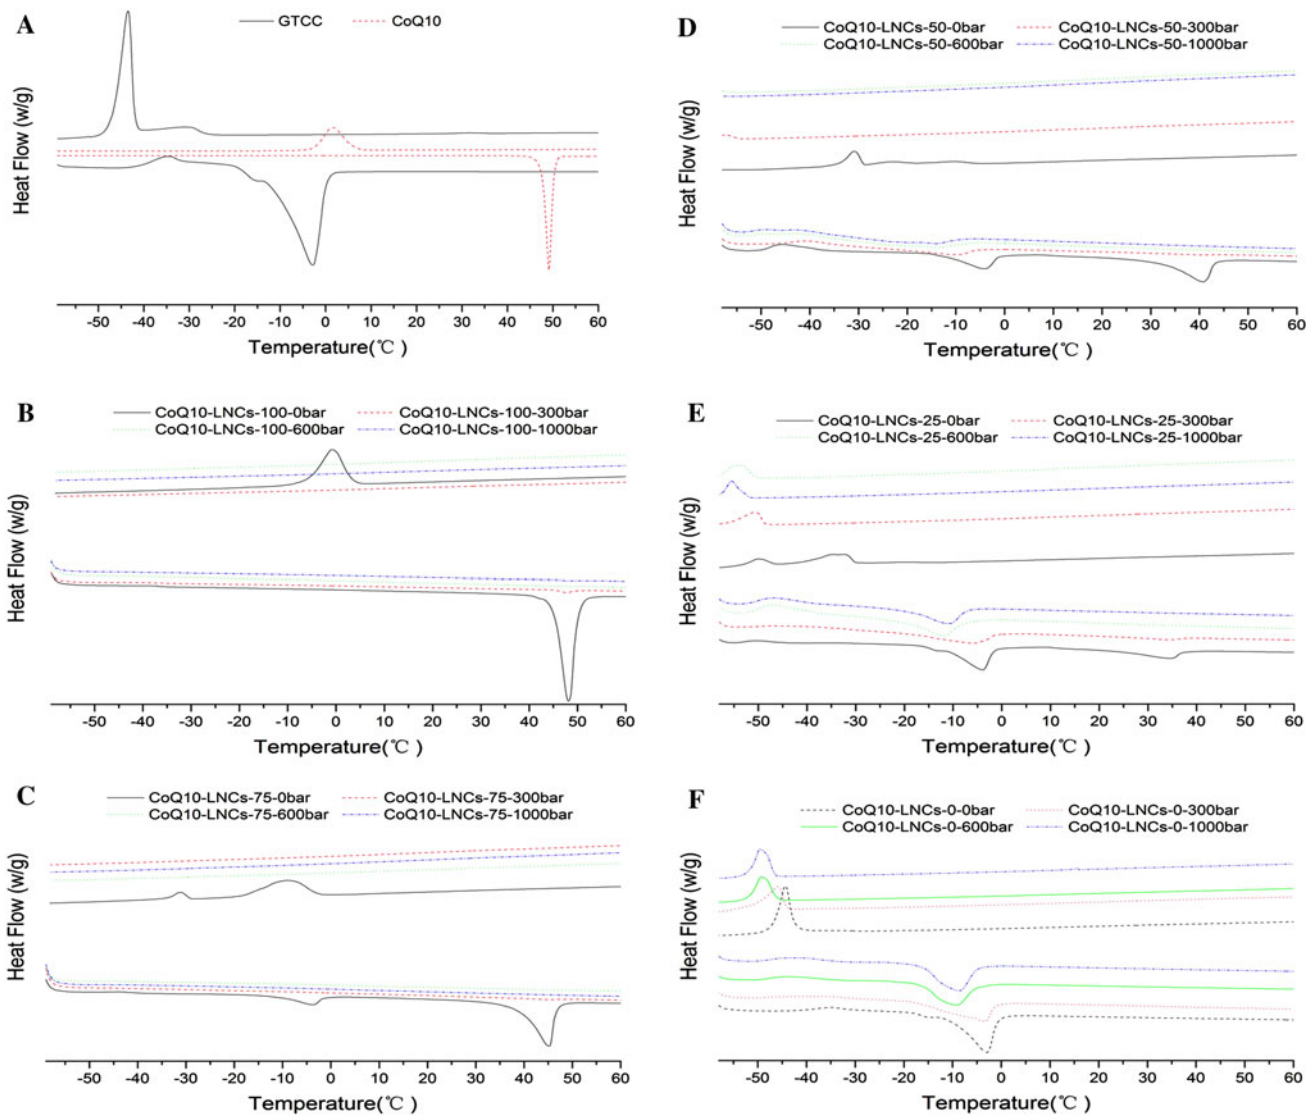 A
GTCC CoQ10
Heat Flow (w/g)
-50 -40 -30 -20 -10 0 10 20 30 40 50 60
Temperature(℃ )
B
CoQ10-LNCs-100-0bar CoQ10-LNCs-100-300bar
CoQ10-LNCs-100-600bar CoQ10-LNCs-100-1000bar
Heat Flow (w/g)
-50 -40 -30 -20 -10 0 10 20 30 40 50 60
Temperature(℃ )
C
CoQ10-LNCs-75-0bar CoQ10-LNCs-75-300bar
CoQ10-LNCs-75-600bar CoQ10-LNCs-75-1000bar
Heat Flow (w/g)
-50 -40 -30 -20 -10 0 10 20 30 40 50 60
Temperature(℃ )
D
CoQ10-LNCs-50-0bar CoQ10-LNCs-50-300bar
CoQ10-LNCs-50-600bar CoQ10-LNCs-50-1000bar
Heat Flow (w/g)
-50 -40 -30 -20 -10 0 10 20 30 40 50 60
Temperature(℃ )
E
CoQ10-LNCs-25-0bar CoQ10-LNCs-25-300bar
CoQ10-LNCs-25-600bar CoQ10-LNCs-25-1000bar
Heat Flow (w/g)
-50 -40 -30 -20 -10 0 10 20 30 40 50 60
Temperature(℃ )
F
CoQ10-LNCs-0-0bar CoQ10-LNCs-0-300bar
CoQ10-LNCs-0-600bar CoQ10-LNCs-0-1000bar
Heat Flow (w/g)
-50 -40 -30 -20 -10 0 10 20 30 40 50 60
Temperature(℃ )